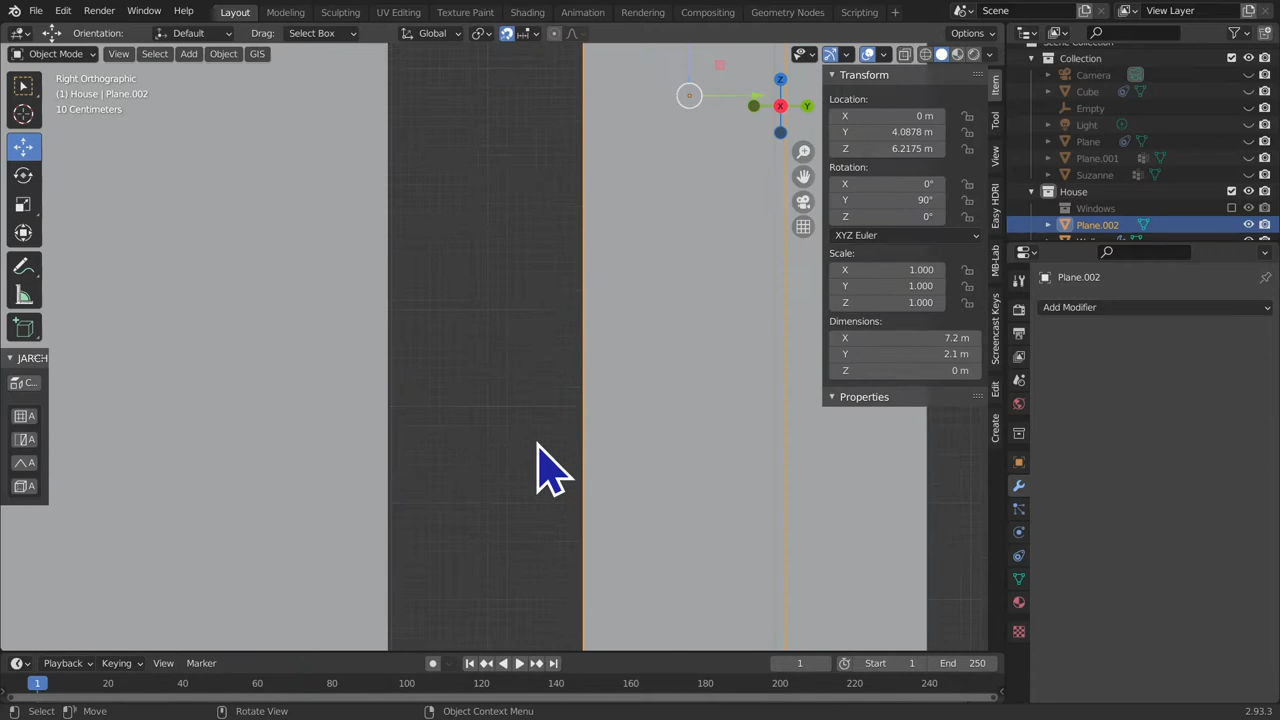 File Edit Render Window Help Layout Modeling Sculpting UV Editing Texture Paint Shading Animation Rendering Compositing Geometry Nodes Scripting + Scene View Layer
Orientation: Default Drag: Select Box Global Options
Object Mode View Select Add Object GIS
Scene Collection
Collection
Camera
Cube
Empty
Light
Plane
Plane.001
Suzanne
House
Windows
Plane.002
Right Orthographic
(1) House | Plane.002
10 Centimeters
Z
X
Y
Transform
Location:
X 0 m
Y 4.0878 m
Z 6.2175 m
Rotation:
X 0°
Y 90°
Z 0°
XYZ Euler
Scale:
X 1.000
Y 1.000
Z 1.000
Dimensions:
X 7.2 m
Y 2.1 m
Z 0 m
Properties
Item
Tool
View
Easy HDRI
MB-Lab
Screencast Keys
Edit
Create
Plane.002
Add Modifier
JARCH
C...
A
A
A
A
Playback Keying View Marker 1 Start 1 End 250
1 20 40 60 80 100 120 140 160 180 200 220 240
Select Move Rotate View Object Context Menu 2.93.3